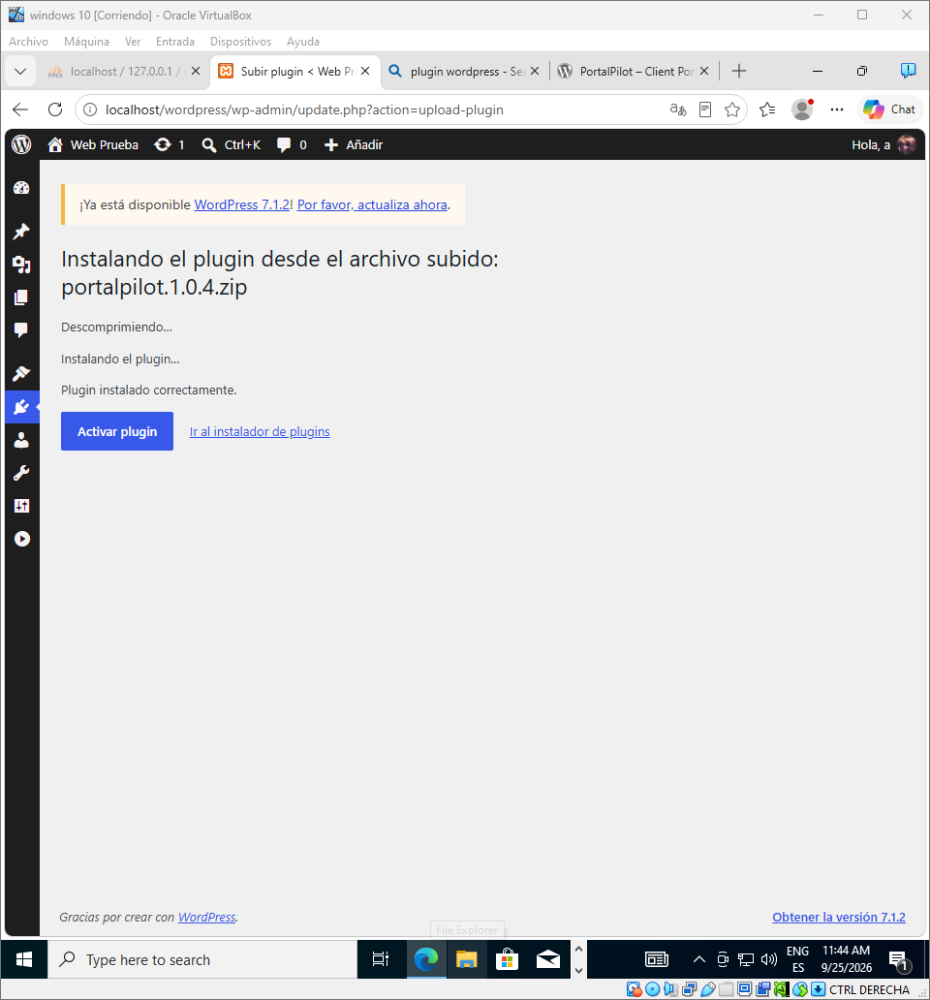 windows 10 [Corriendo] - Oracle VirtualBox
Archivo Máquina Ver Entrada Dispositivos Ayuda
localhost / 127.0.0.1 /
Subir plugin < Web Pr
plugin wordpress - Sea
PortalPilot – Client Por
localhost/wordpress/wp-admin/update.php?action=upload-plugin
Chat
Web Prueba 1 Ctrl+K 0 Añadir
Hola, a
¡Ya está disponible WordPress 7.1.2! Por favor, actualiza ahora.
Instalando el plugin desde el archivo subido:
portalpilot.1.0.4.zip
Descomprimiendo...
Instalando el plugin...
Plugin instalado correctamente.
Activar plugin Ir al instalador de plugins
Gracias por crear con WordPress.
Obtener la versión 7.1.2
File Explorer
Type here to search
ENG
ES
11:44 AM
9/25/2026
1
CTRL DERECHA